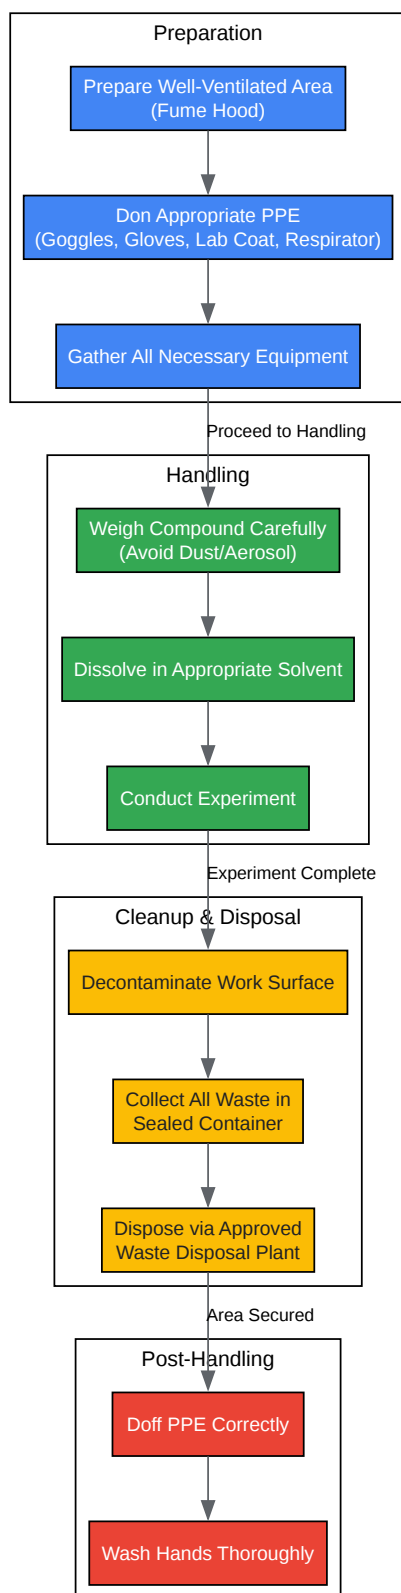 Preparation
Prepare Well-Ventilated Area
(Fume Hood)
Don Appropriate PPE
(Goggles, Gloves, Lab Coat, Respirator)
Gather All Necessary Equipment
Proceed to Handling
Handling
Weigh Compound Carefully
(Avoid Dust/Aerosol)
Dissolve in Appropriate Solvent
Conduct Experiment
Experiment Complete
Cleanup & Disposal
Decontaminate Work Surface
Collect All Waste in
Sealed Container
Dispose via Approved
Waste Disposal Plant
Area Secured
Post-Handling
Doff PPE Correctly
Wash Hands Thoroughly